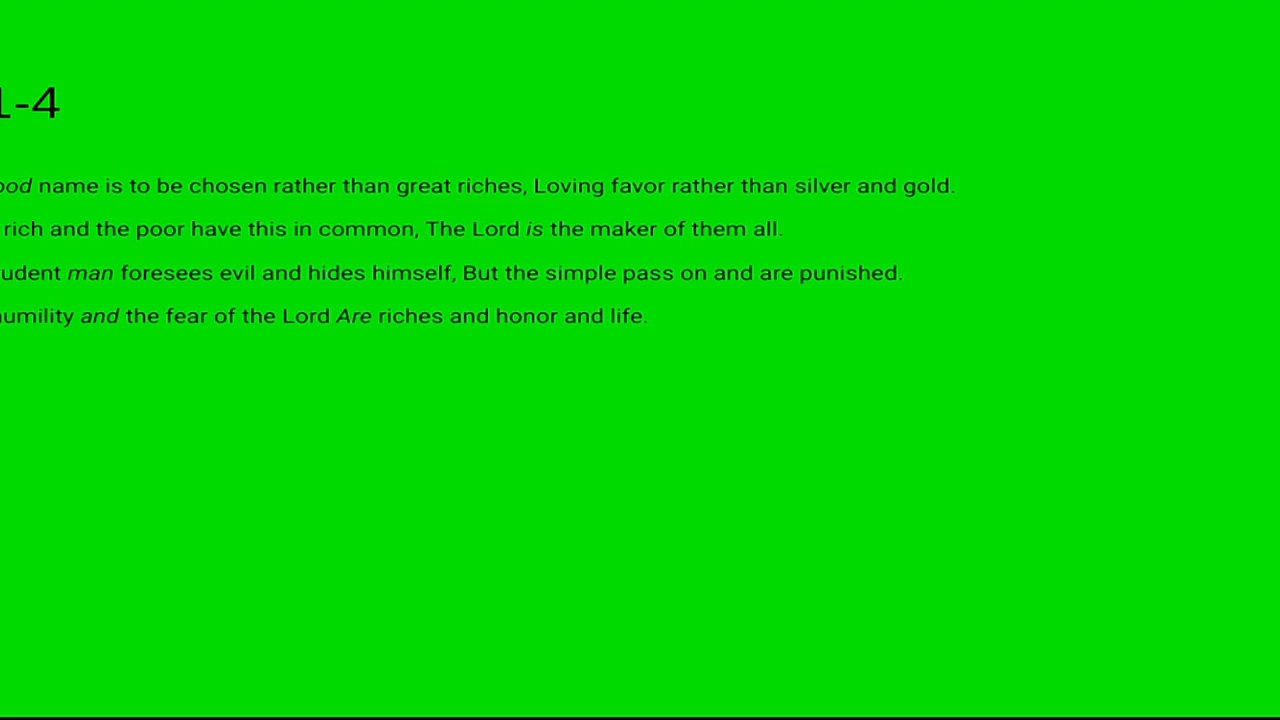 1-4
name is to be chosen rather than great riches, Loving favor rather than silver and gold.
rich and the poor have this in common, The Lord is the maker of them all.
man foresees evil and hides himself, But the simple pass on and are punished.
humility and the fear of the Lord Are riches and honor and life.